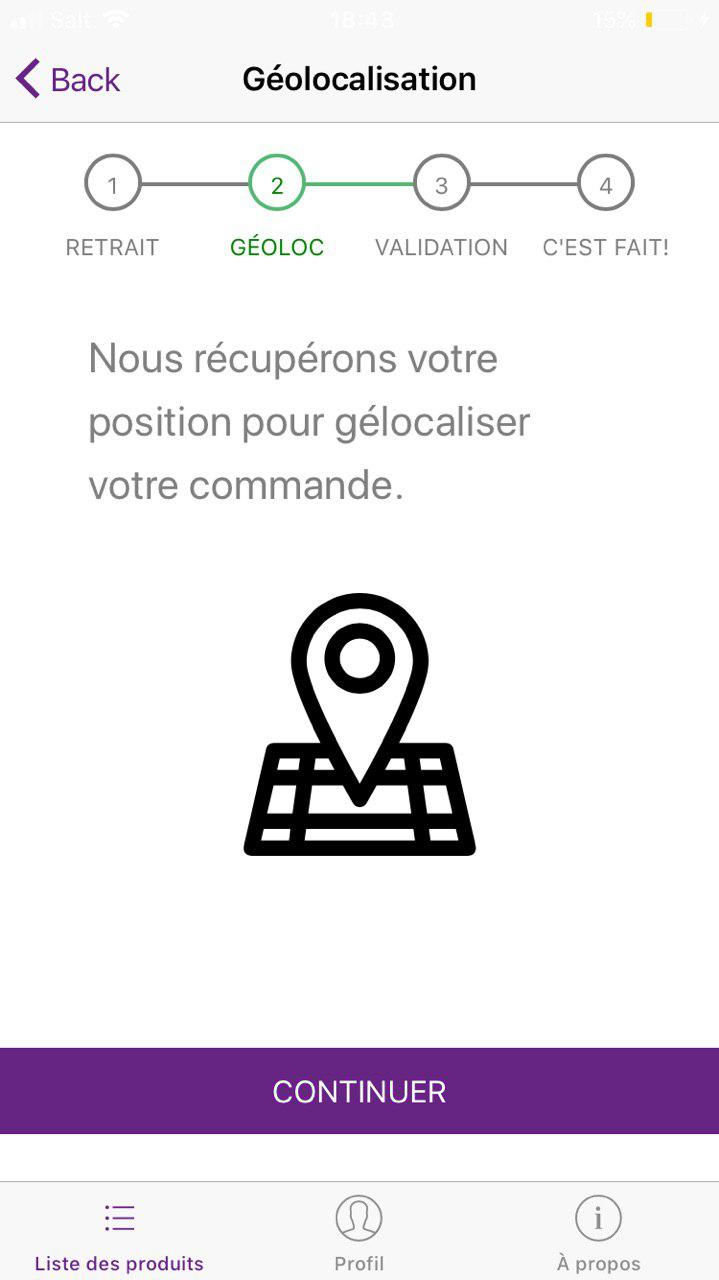 Salt
18:43
15%
Back
Géolocalisation
1
2
3
4
RETRAIT
GÉOLOC
VALIDATION
C'EST FAIT!
Nous récupérons votre
position pour gélocaliser
votre commande.
CONTINUER
Liste des produits
Profil
À propos